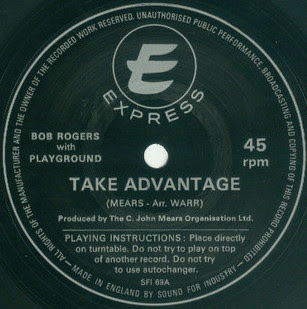 ALL RIGHTS OF THE MANUFACTURER AND THE OWNER OF THE RECORDED WORK RESERVED. UNAUTHORISED PUBLIC PERFORMANCE, BROADCASTING AND COPYING OF THIS RECORD PROHIBITED
E
EXPRESS
BOB ROGERS
with
PLAYGROUND
45
rpm
TAKE ADVANTAGE
(MEARS - Arr. WARR)
Produced by The C. John Mears Organisation Ltd.
PLAYING INSTRUCTIONS: Place directly
on turntable. Do not try to play on top
of another record. Do not try
to use autochanger.
SFI 69A
MADE IN ENGLAND BY SOUND FOR INDUSTRY